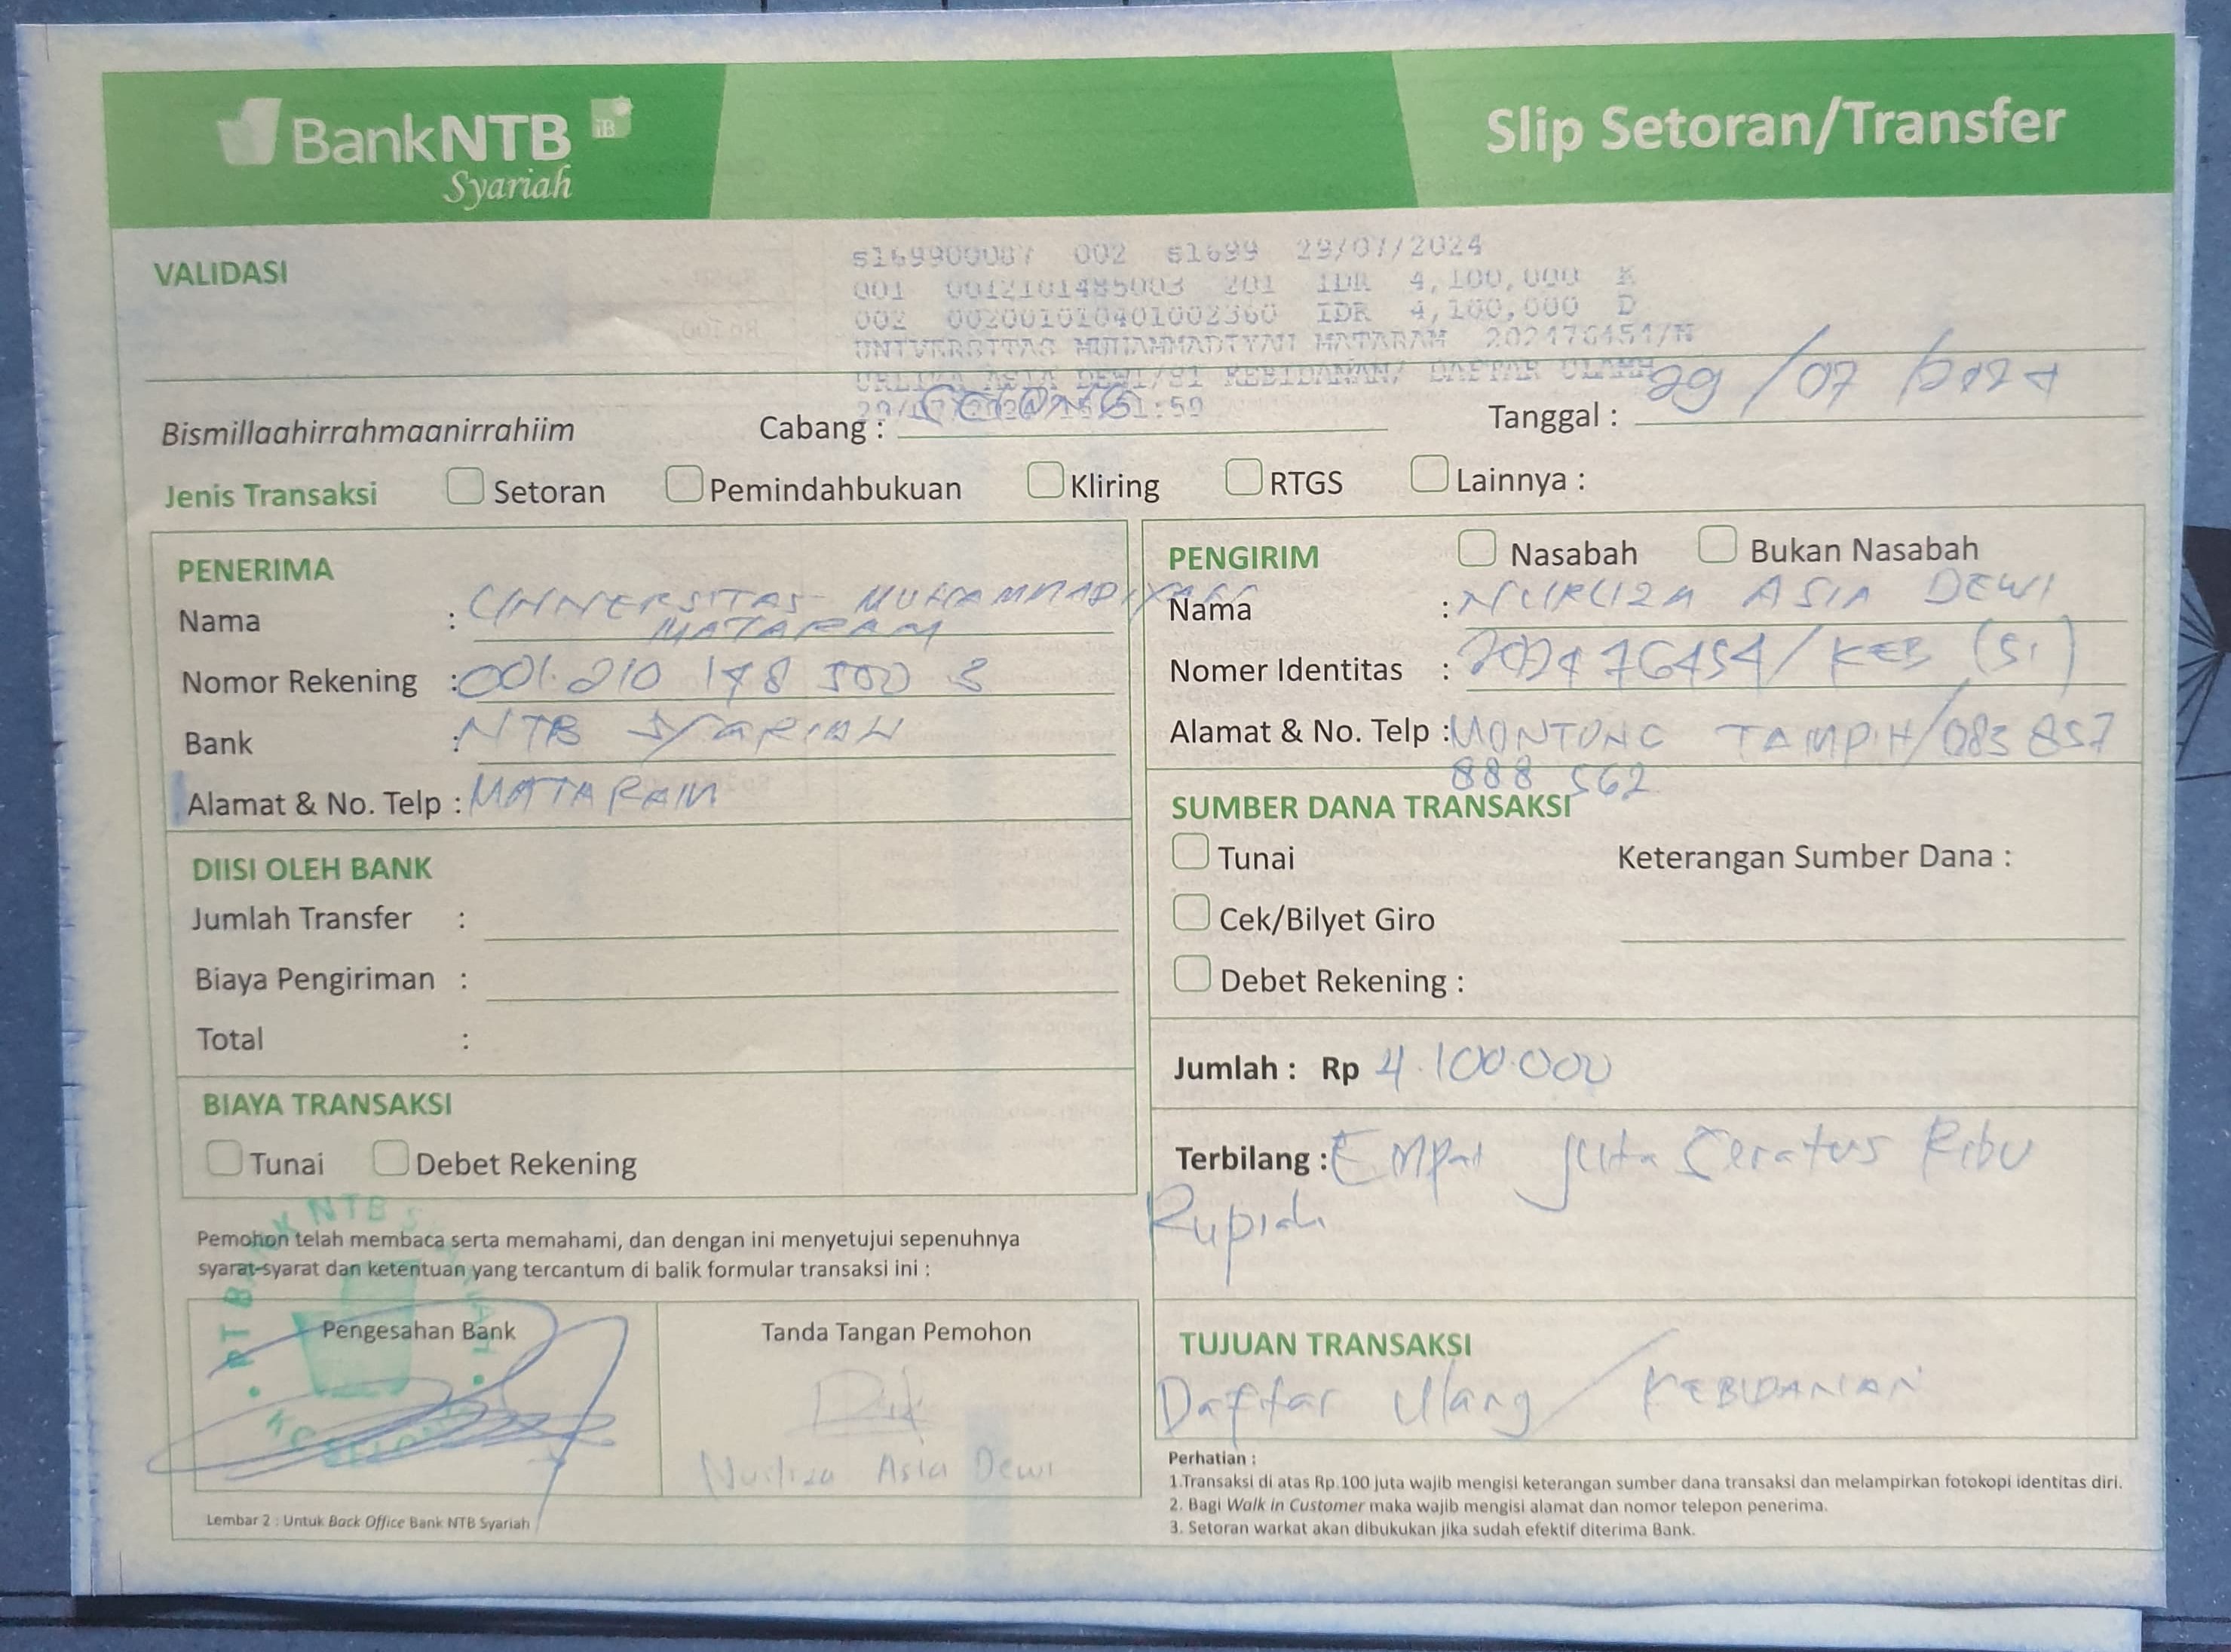 BankNTB iB
Syariah
Slip Setoran/Transfer
VALIDASI
s169900087 002 s1699 29/07/2024
001 0012101485003 201 IDR 4,100,000 K
002 002001010401002360 IDR 4,100,000 D
UNIVERSITAS MUHAMMADIYAH MATARAM 202476454/N
URLIZA ASIA DEWI/S1 KEBIDANAN/ DAFTAR ULANG
Bismillaahirrahmaanirrahiim Cabang : Tanggal : 29/07/2024
Jenis Transaksi Setoran Pemindahbukuan Kliring RTGS Lainnya :
PENERIMA
Nama : UNIVERSITAS MUHAMMADIYAH
MATARAM
Nomor Rekening : 001.210 148 500 3
Bank : NTB SYARIAH
Alamat & No. Telp : MATARAM
DIISI OLEH BANK
Jumlah Transfer :
Biaya Pengiriman :
Total :
BIAYA TRANSAKSI
Tunai Debet Rekening
Pemohon telah membaca serta memahami, dan dengan ini menyetujui sepenuhnya
syarat-syarat dan ketentuan yang tercantum di balik formular transaksi ini :
Pengesahan Bank
Tanda Tangan Pemohon
Nurliza Asia Dewi
Lembar 2 : Untuk Back Office Bank NTB Syariah
PENGIRIM Nasabah Bukan Nasabah
Nama : NURLIZA ASIA DEWI
Nomer Identitas : 202476454/KEB (S1)
Alamat & No. Telp : MONTONG TAMPIH/083 857
888 562
SUMBER DANA TRANSAKSI
Tunai Keterangan Sumber Dana :
Cek/Bilyet Giro
Debet Rekening :
Jumlah : Rp 4.100.000
Terbilang : Empat juta Seratus Ribu
Rupiah
TUJUAN TRANSAKSI
Daftar Ulang / KEBIDANAN
Perhatian :
1.Transaksi di atas Rp.100 juta wajib mengisi keterangan sumber dana transaksi dan melampirkan fotokopi identitas diri.
2. Bagi Walk in Customer maka wajib mengisi alamat dan nomor telepon penerima.
3. Setoran warkat akan dibukukan jika sudah efektif diterima Bank.